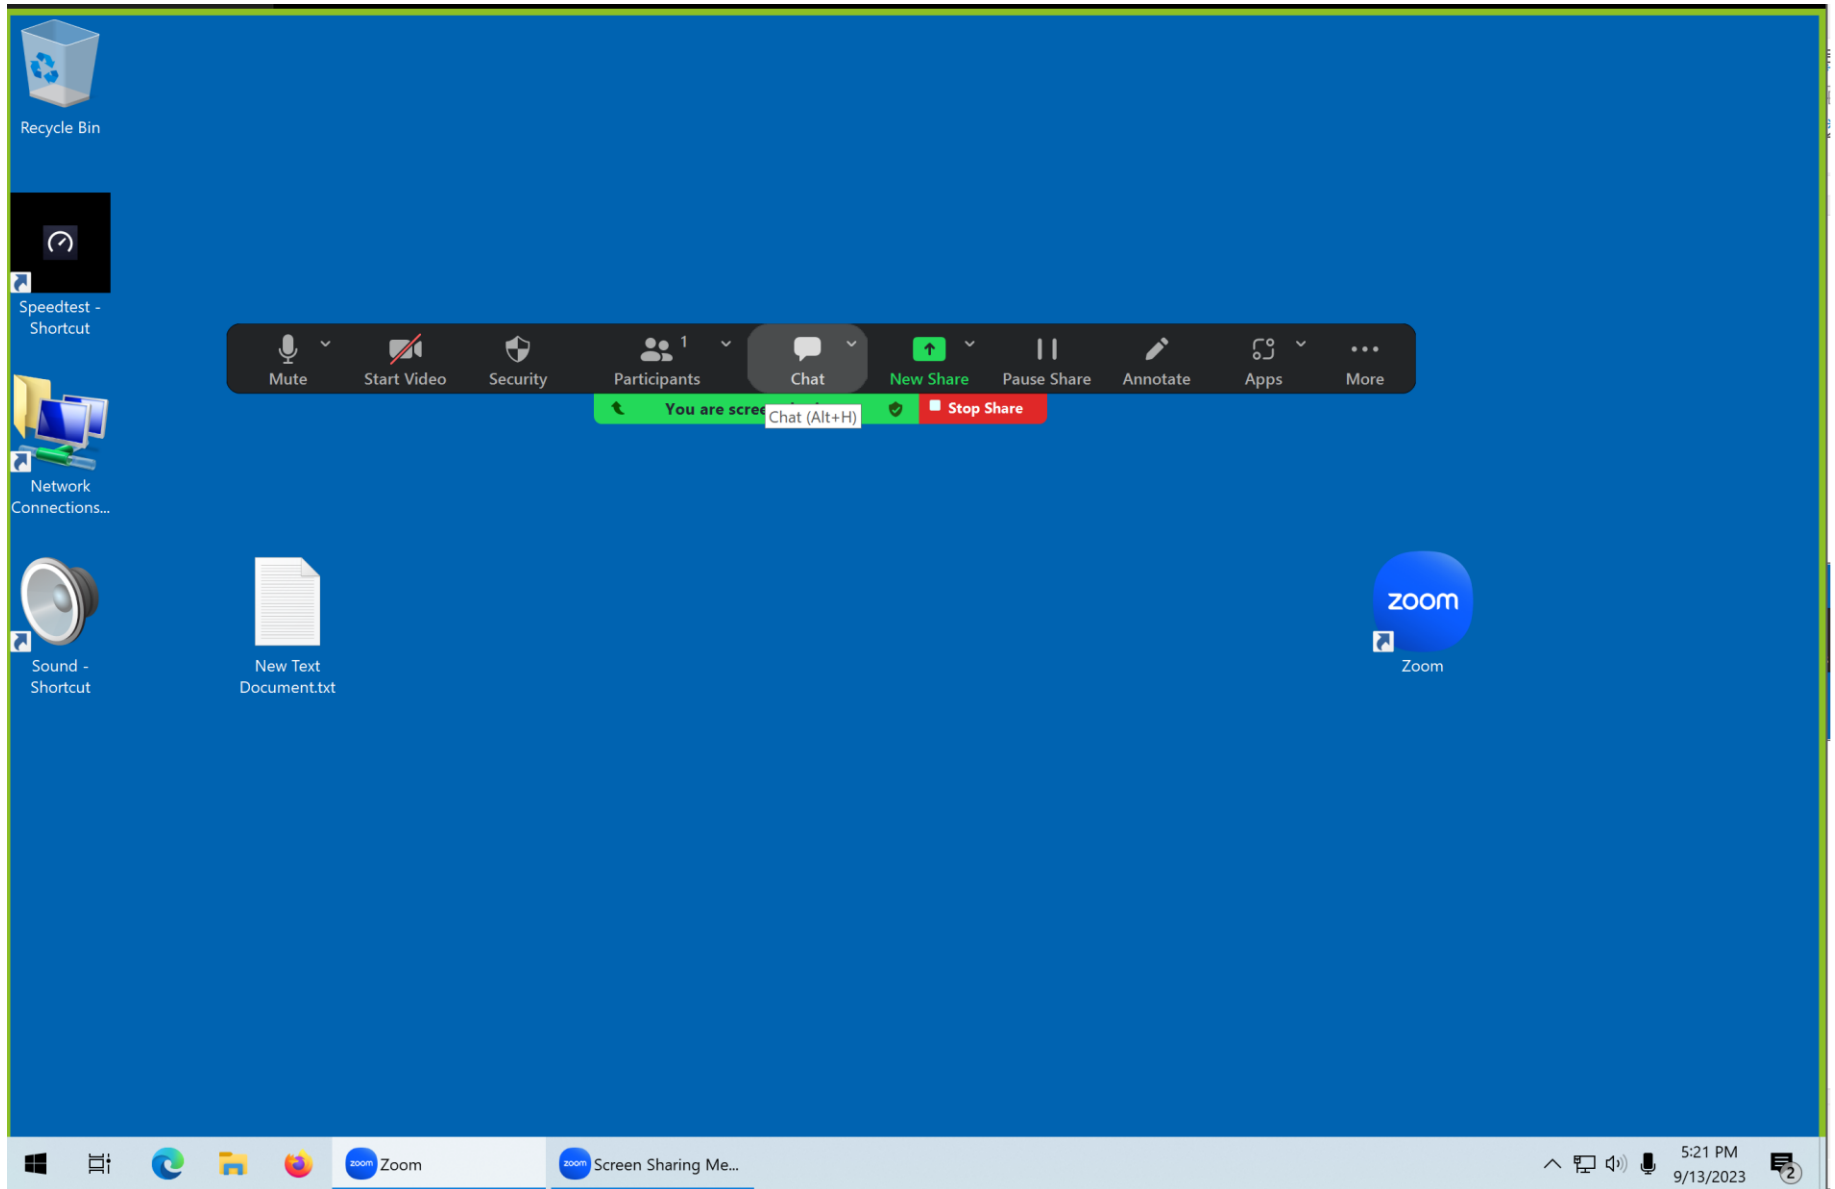 Recycle Bin
Speedtest -
Shortcut
Mute
Start Video
Security
Participants
1
Chat
New Share
Pause Share
Annotate
Apps
More
You are
Chat (Alt+H)
Stop Share
Network
Connections...
Sound -
Shortcut
New Text
Document.txt
zoom
Zoom
zoom
Zoom
zoom
Screen Sharing Me...
5:21 PM
9/13/2023
2